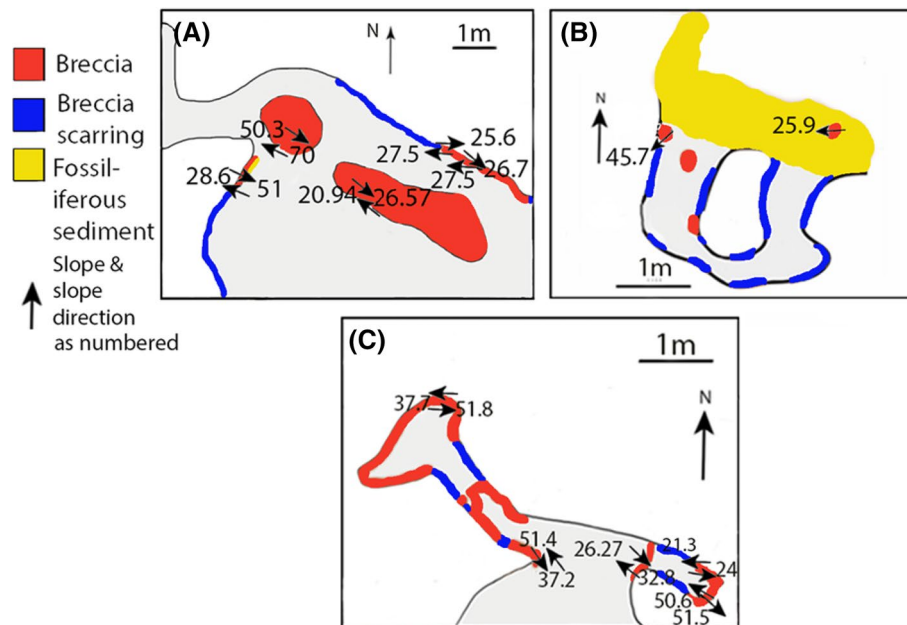 Breccia
Breccia
scarring
Fossil-
iferous
sediment
Slope &
slope
direction
as numbered
(A)
N
1m
50.3
70
28.6
51
20.94
26.57
25.6
27.5
26.7
27.5
(B)
N
25.9
45.7
1m
(C)
1m
N
37.7
51.8
51.4
37.2
26.27
21.3
32.8
24
50.6
51.5